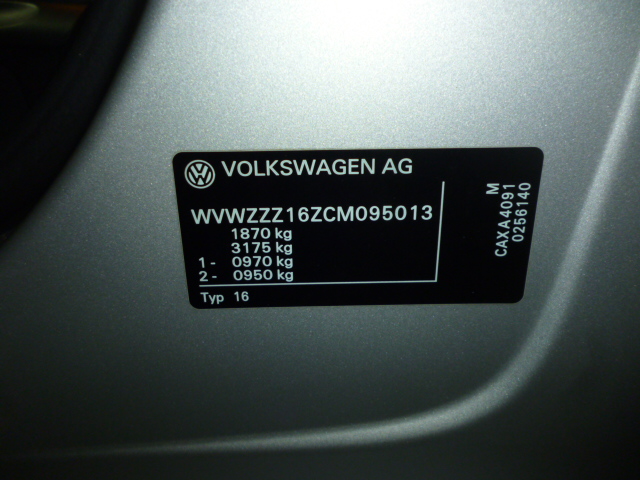 VOLKSWAGEN AG
WVWZZZ16ZCM095013
1870 kg
3175 kg
1 - 0970 kg
2 - 0950 kg
Typ 16
M
CAXA4091
0256140